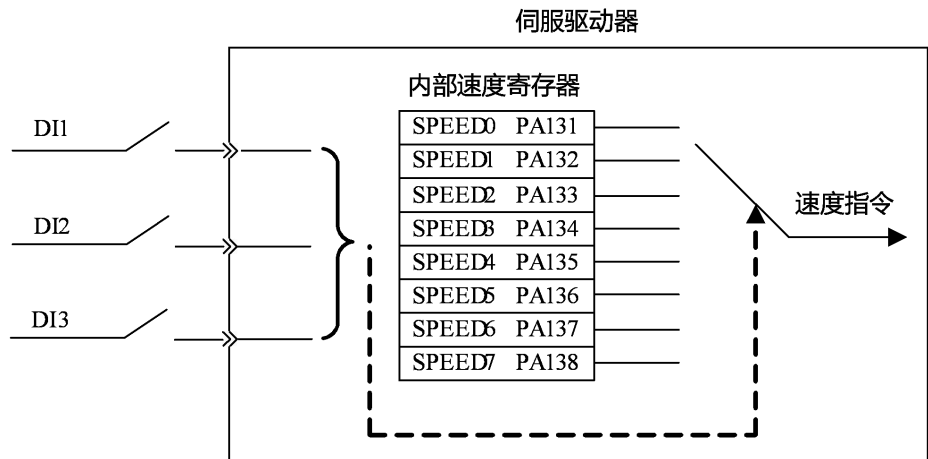 伺服驱动器
内部速度寄存器
DI1
DI2
DI3
SPEED0 PA131
SPEED1 PA132
SPEED2 PA133
SPEED3 PA134
SPEED4 PA135
SPEED5 PA136
SPEED6 PA137
SPEED7 PA138
速度指令